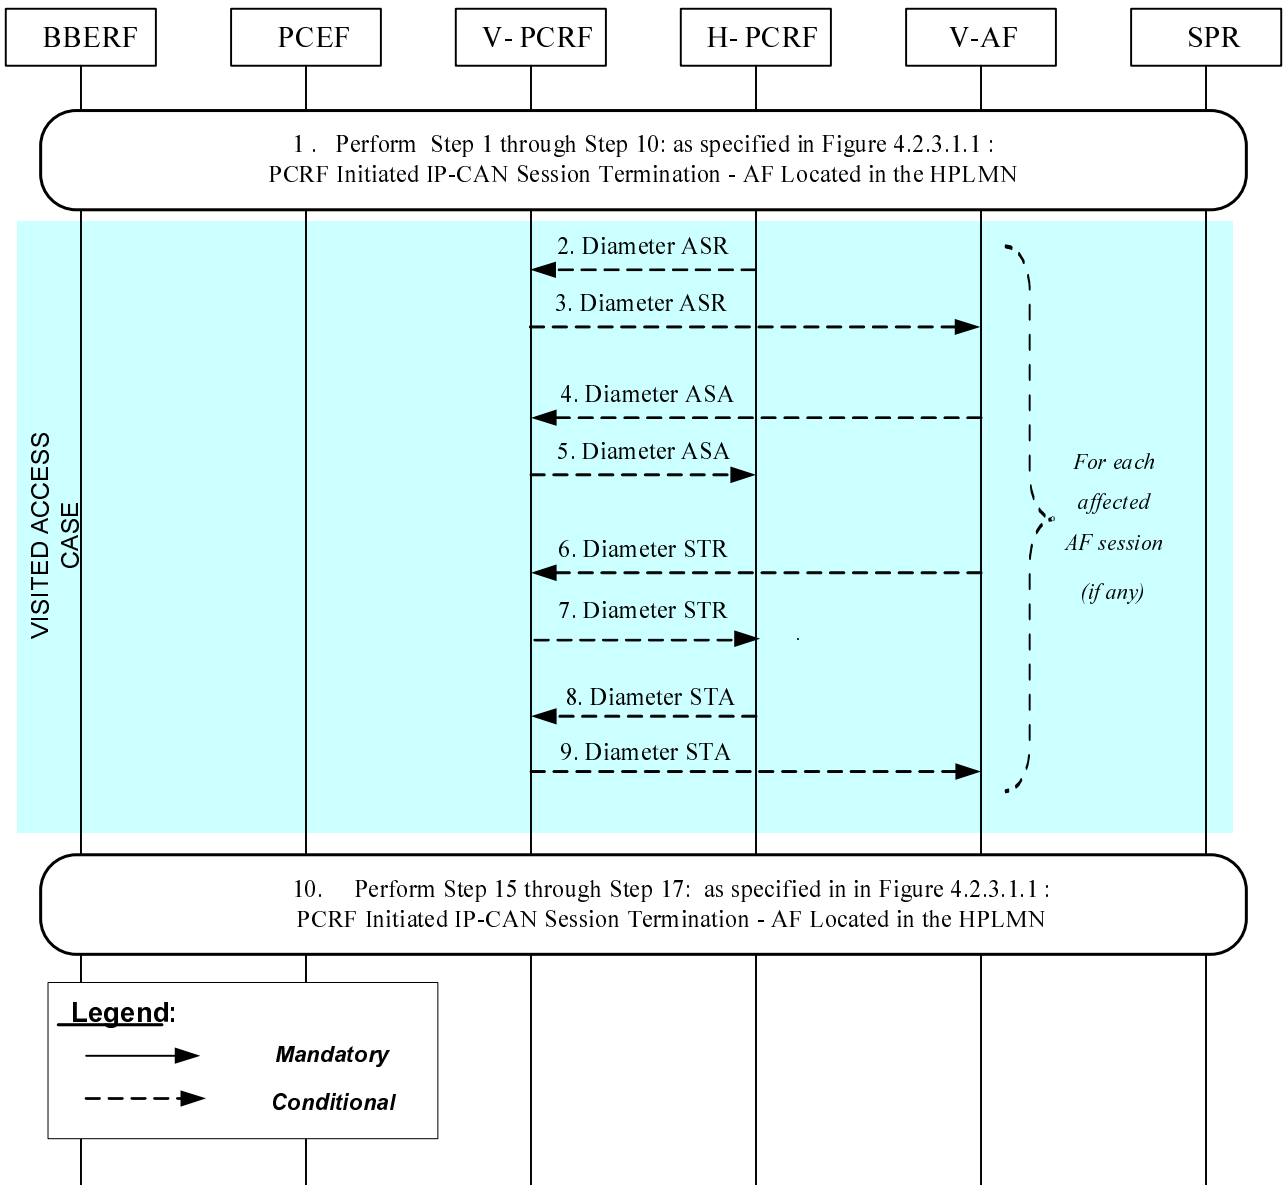 BBERF
PCEF
V- PCRF
H- PCRF
V-AF
SPR
1 . Perform Step 1 through Step 10: as specified in Figure 4.2.3.1.1 :
PCRF Initiated IP-CAN Session Termination - AF Located in the HPLMN
2. Diameter ASR
3. Diameter ASR
4. Diameter ASA
5. Diameter ASA
6. Diameter STR
7. Diameter STR
8. Diameter STA
9. Diameter STA
VISITED ACCESS
CASE
For each
affected
AF session
(if any)
10. Perform Step 15 through Step 17: as specified in in Figure 4.2.3.1.1 :
PCRF Initiated IP-CAN Session Termination - AF Located in the HPLMN
Legend:
Mandatory
Conditional